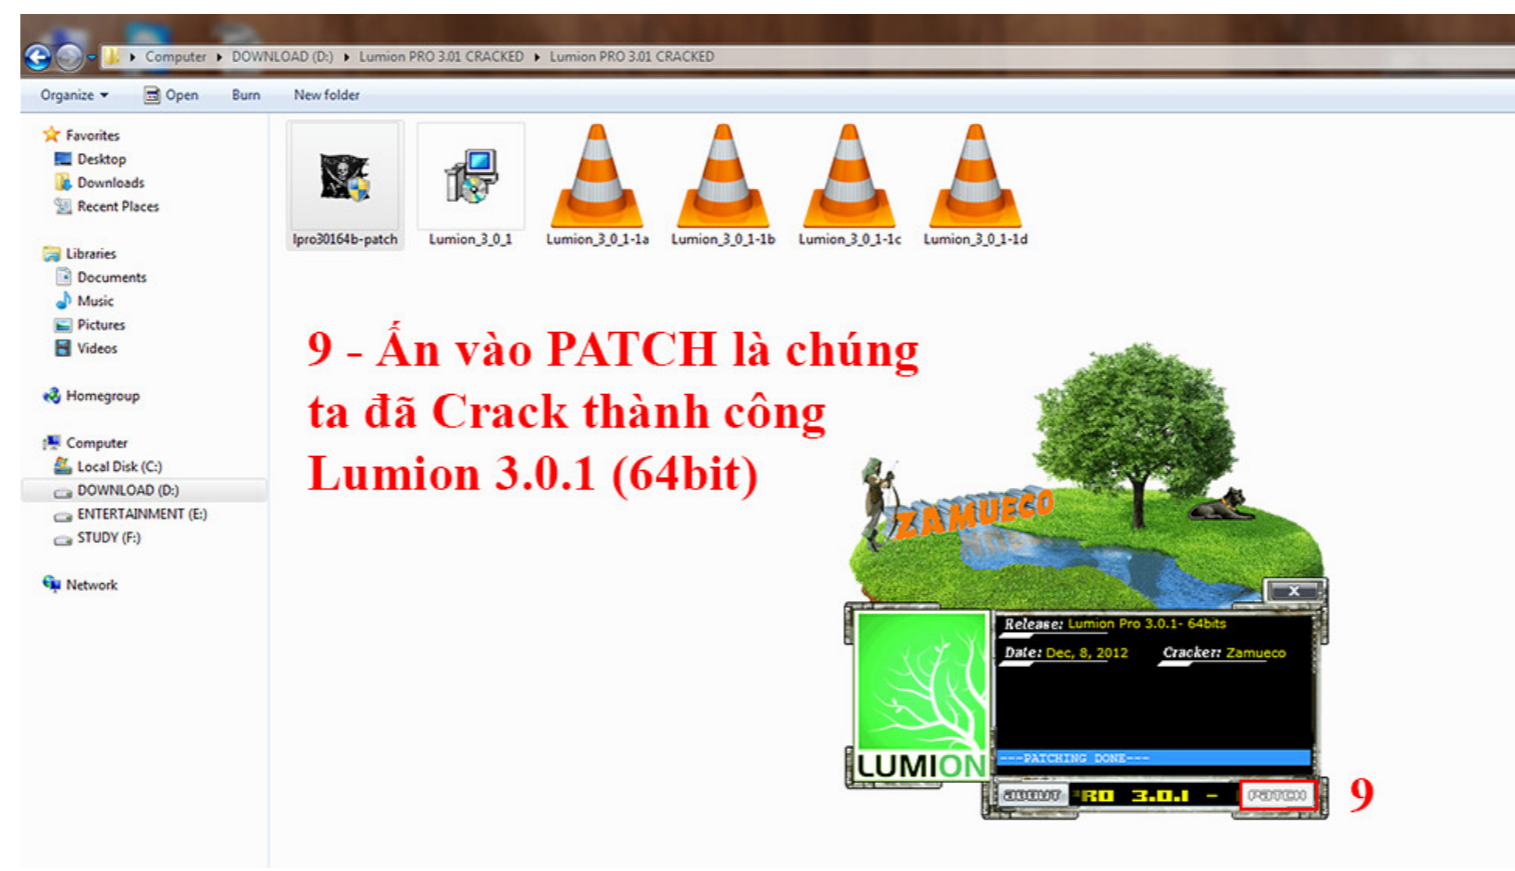 Computer ▸ DOWNLOAD (D:) ▸ Lumion PRO 3.01 CRACKED ▸ Lumion PRO 3.01 CRACKED
Organize Open Burn New folder
Favorites
Desktop
Downloads
Recent Places
Libraries
Documents
Music
Pictures
Videos
Homegroup
Computer
Local Disk (C:)
DOWNLOAD (D:)
ENTERTAINMENT (E:)
STUDY (F:)
Network
lpro30164b-patch Lumion_3_0_1 Lumion_3_0_1-1a Lumion_3_0_1-1b Lumion_3_0_1-1c Lumion_3_0_1-1d
9 - Ấn vào PATCH là chúng
ta đã Crack thành công
Lumion 3.0.1 (64bit)
ZAMUECO
X
Release: Lumion Pro 3.0.1- 64bits
Date: Dec, 8, 2012 Cracker: Zamueco
---PATCHING DONE---
LUMION
ABOUT RO 3.0.1 - PATCH
9